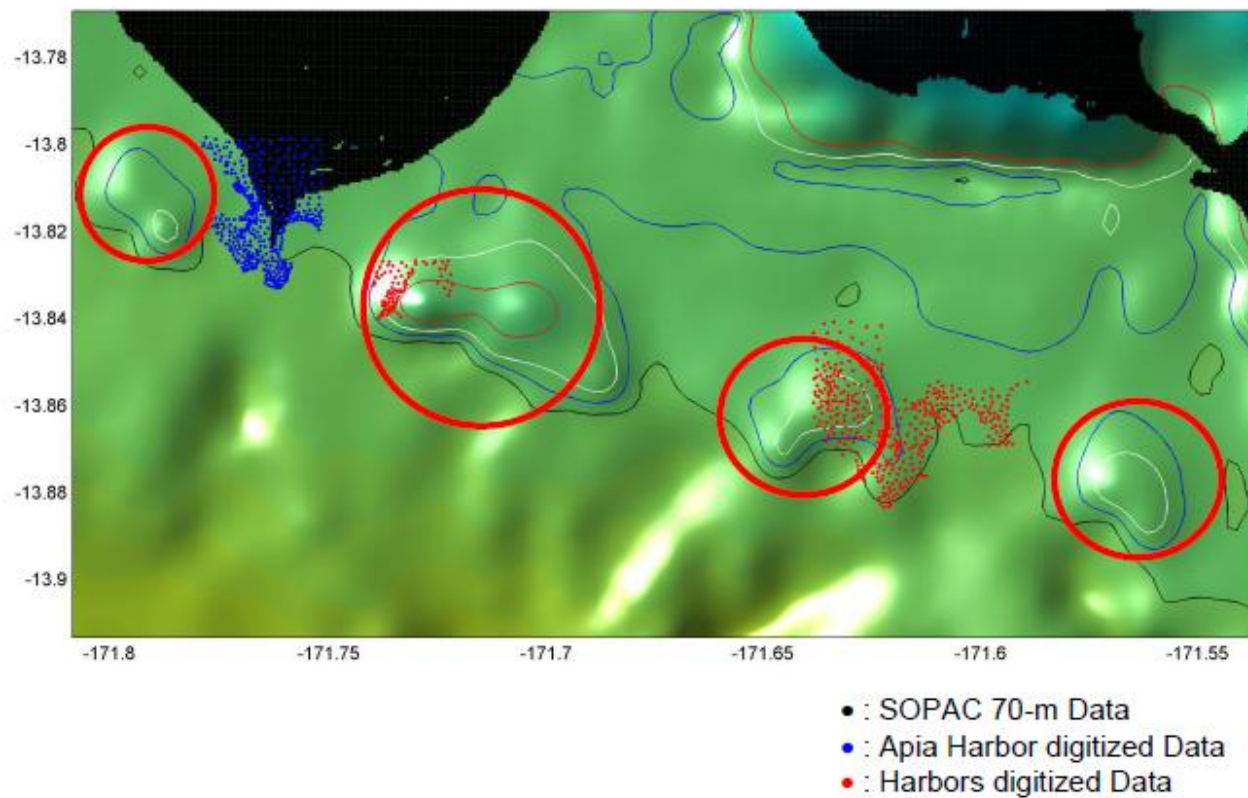 -13.78
-13.8
-13.82
-13.84
-13.86
-13.88
-13.9
-171.8 -171.75 -171.7 -171.65 -171.6 -171.55
● : SOPAC 70-m Data
● : Apia Harbor digitized Data
● : Harbors digitized Data